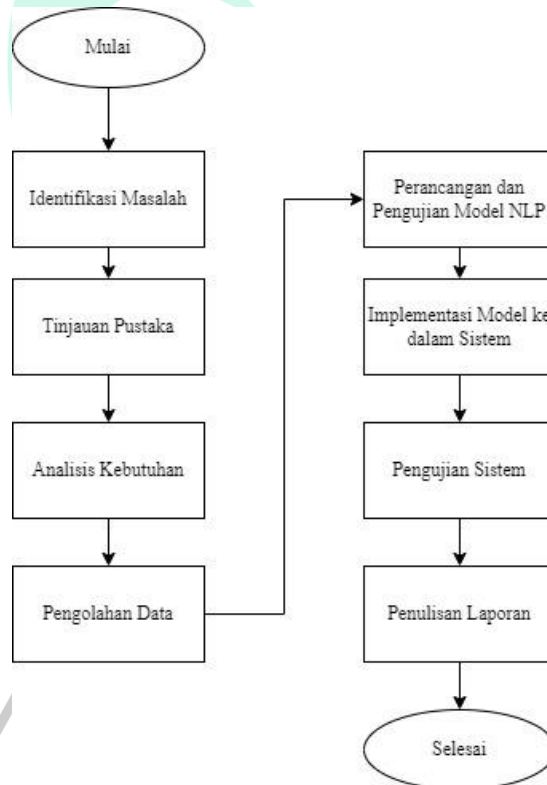 Mulai
Identifikasi Masalah
Tinjauan Pustaka
Analisis Kebutuhan
Pengolahan Data
Perancangan dan
Pengujian Model NLP
Implementasi Model ke
dalam Sistem
Pengujian Sistem
Penulisan Laporan
Selesai